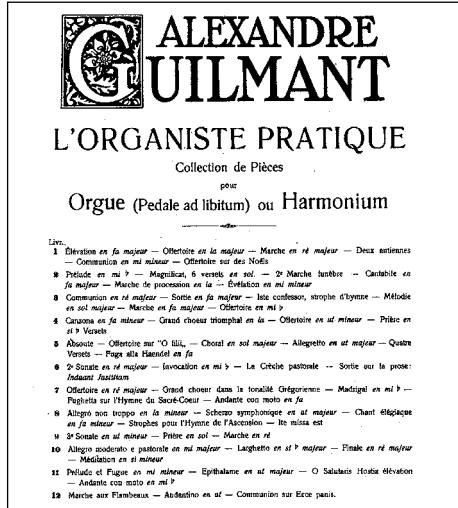 ALEXANDRE
GUILMANT
L'ORGANISTE PRATIQUE
Collection de Pièces
pour
Orgue (Pedale ad libitum) ou Harmonium
Livr.
1 Élévation en fa majeur — Offertoire en la majeur — Marche en ré majeur — Deux antiennes
— Communion en mi mineur — Offertoire sur des Noëls
2 Prélude en mi ♭ — Magnificat, 6 versets en sol. — 2e Marche funèbre — Cantabile en
fa majeur — Marche de procession en la — Évélation en mi mineur
3 Communion en ré majeur — Sortie en fa majeur — Iste confessor, strophe d'hymne — Mélodie
en sol majeur — Marche en fa majeur — Offertoire en mi ♭
4 Canzona en fa mineur — Grand choeur triomphal en la — Offertoire en ut mineur — Prière en
si ♭ Versets
5 Absoute — Offertoire sur "O filii,, — Choral en sol majeur — Allegretto en ut majeur — Quatre
Versets — Fuga alla Haendel en fa
6 2e Sonate en ré majeur — Invocation en mi ♭ — La Crèche pastorale — Sortie sur la prose:
Induant Justitiam
7 Offertoire en ré majeur — Grand choeur dans la tonalité Grégorienne — Madrigal en mi ♭ —
Fughetta sur l'Hymne du Sacré-Coeur — Andante con moto en fa
8 Allegro non troppo en la mineur — Scherzo symphonique en ut majeur — Chant élégiaque
en fa mineur — Strophes pour l'Hymne de l'Ascension — Ite missa est
9 3e Sonate en ut mineur — Prière en sol — Marche en ré
10 Allegro moderato e pastorale en mi majeur — Larghetto en si ♭ majeur — Finale en ré majeur
— Méditation en si mineur
11 Prélude et Fugue en mi mineur — Epithalame en ut majeur — O Salutaris Hostia élévation
— Andante con moto en mi ♭
12 Marche aux Flambeaux — Andantino en ut — Communion sur Ecce panis.